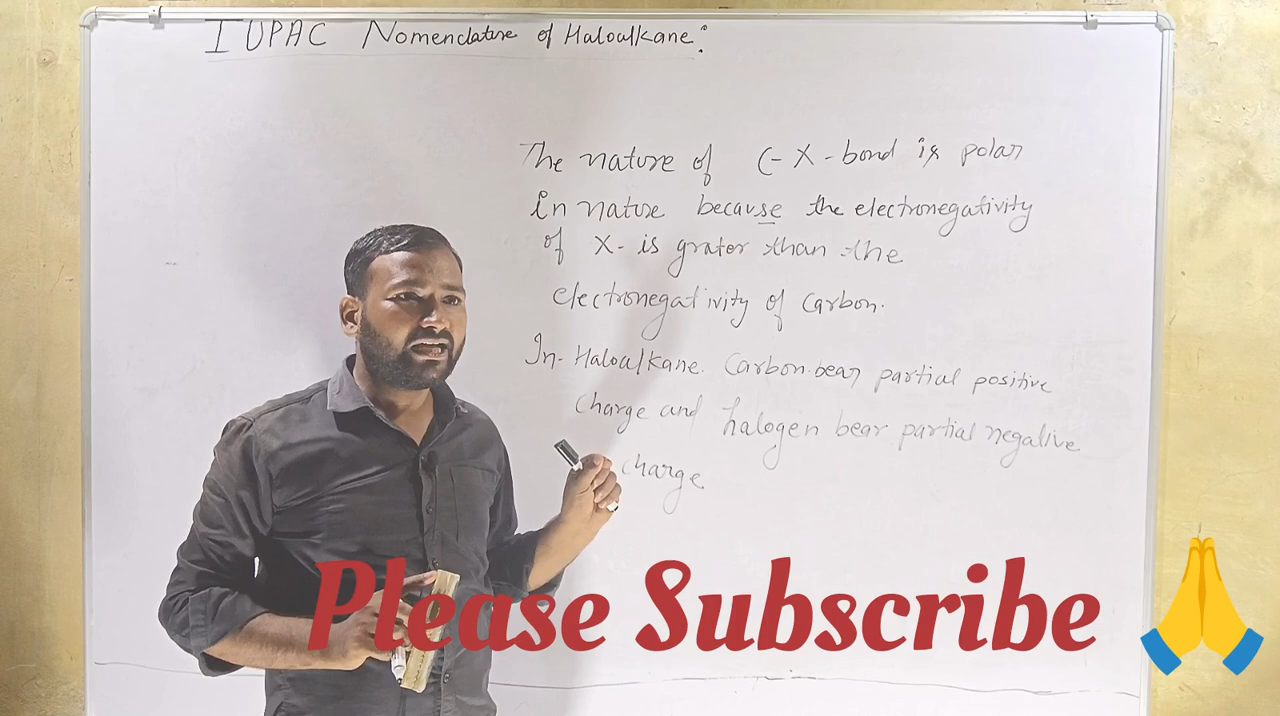 IUPAC Nomenclature of Haloalkane:
The nature of C-X-bond is polar
in nature because the electronegativity
of X- is grater than the
electronegativity of carbon.
In- Haloalkane. Carbon.bear partial positive
charge and halogen bear partial negative
charge
Please Subscribe 🙏